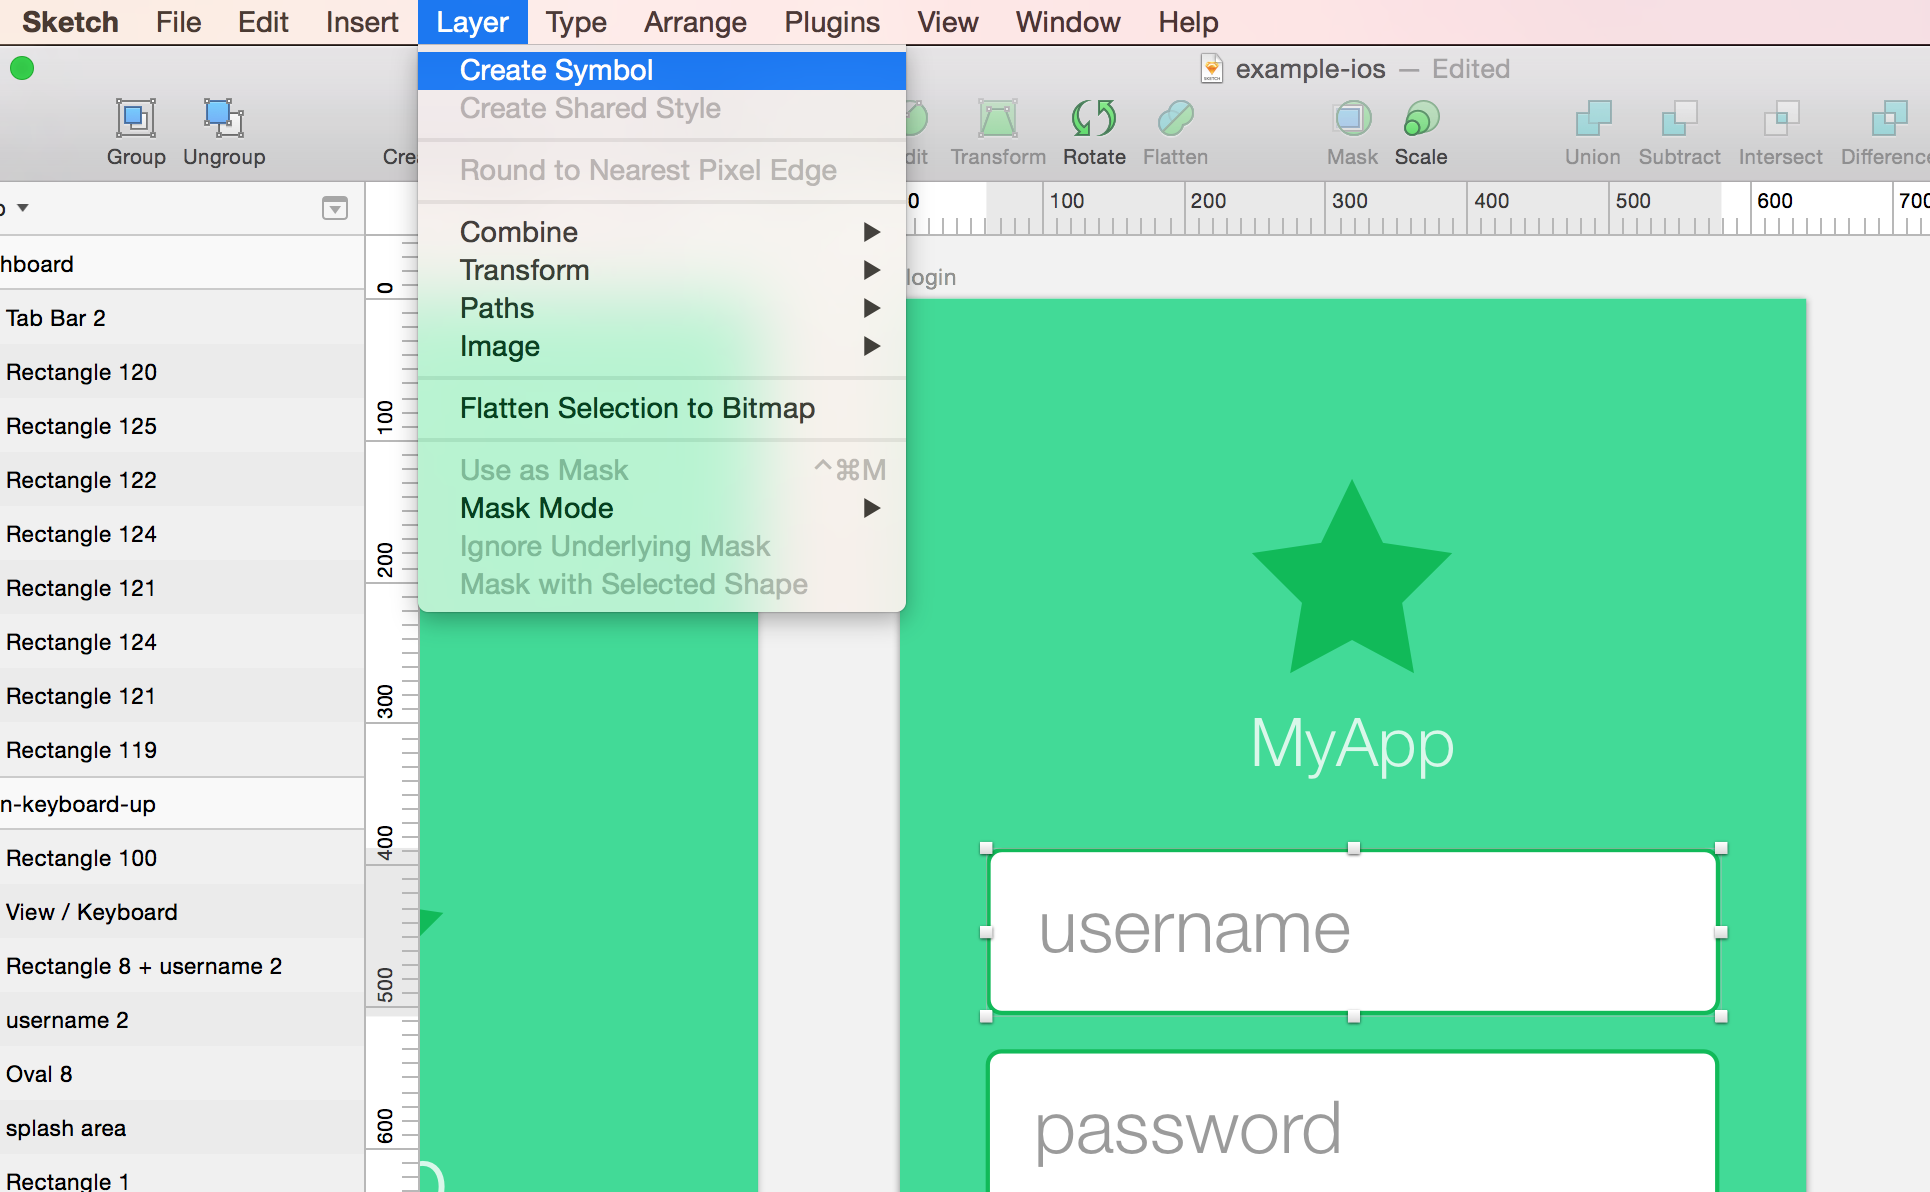 Sketch File Edit Insert Layer Type Arrange Plugins View Window Help
example-ios — Edited
Group Ungroup Transform Rotate Flatten Mask Scale Union Subtract Intersect Difference
Create Symbol
Create Shared Style
Round to Nearest Pixel Edge
Combine
Transform
Paths
Image
Flatten Selection to Bitmap
Use as Mask ^⌘M
Mask Mode
Ignore Underlying Mask
Mask with Selected Shape
0 100 200 300 400 500 600 700
0
100
200
300
400
500
600
hboard
Tab Bar 2
Rectangle 120
Rectangle 125
Rectangle 122
Rectangle 124
Rectangle 121
Rectangle 124
Rectangle 121
Rectangle 119
n-keyboard-up
Rectangle 100
View / Keyboard
Rectangle 8 + username 2
username 2
Oval 8
splash area
Rectangle 1
login
MyApp
username
password